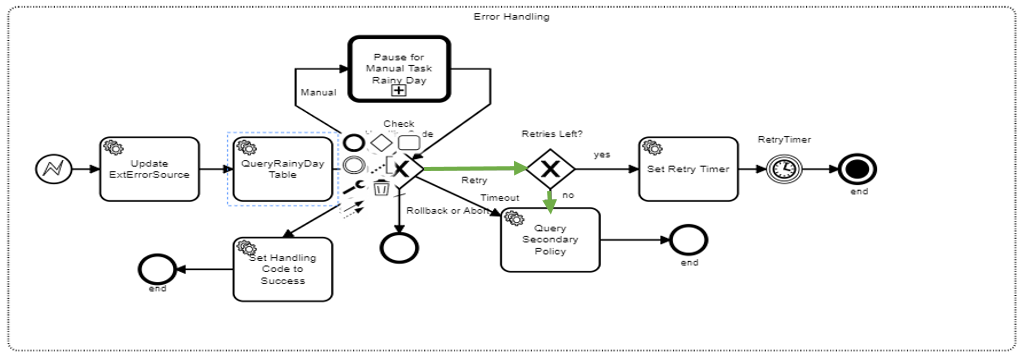 Error Handling
Pause for
Manual Task
Rainy Day
Manual
Check
Retries Left?
RetryTimer
Update
ExtErrorSource
QueryRainyDay
Table
yes
Set Retry Timer
Retry
Timeout
no
end
Rollback or Abort
Query
Secondary
Policy
Set Handling
Code to
Success
end
end